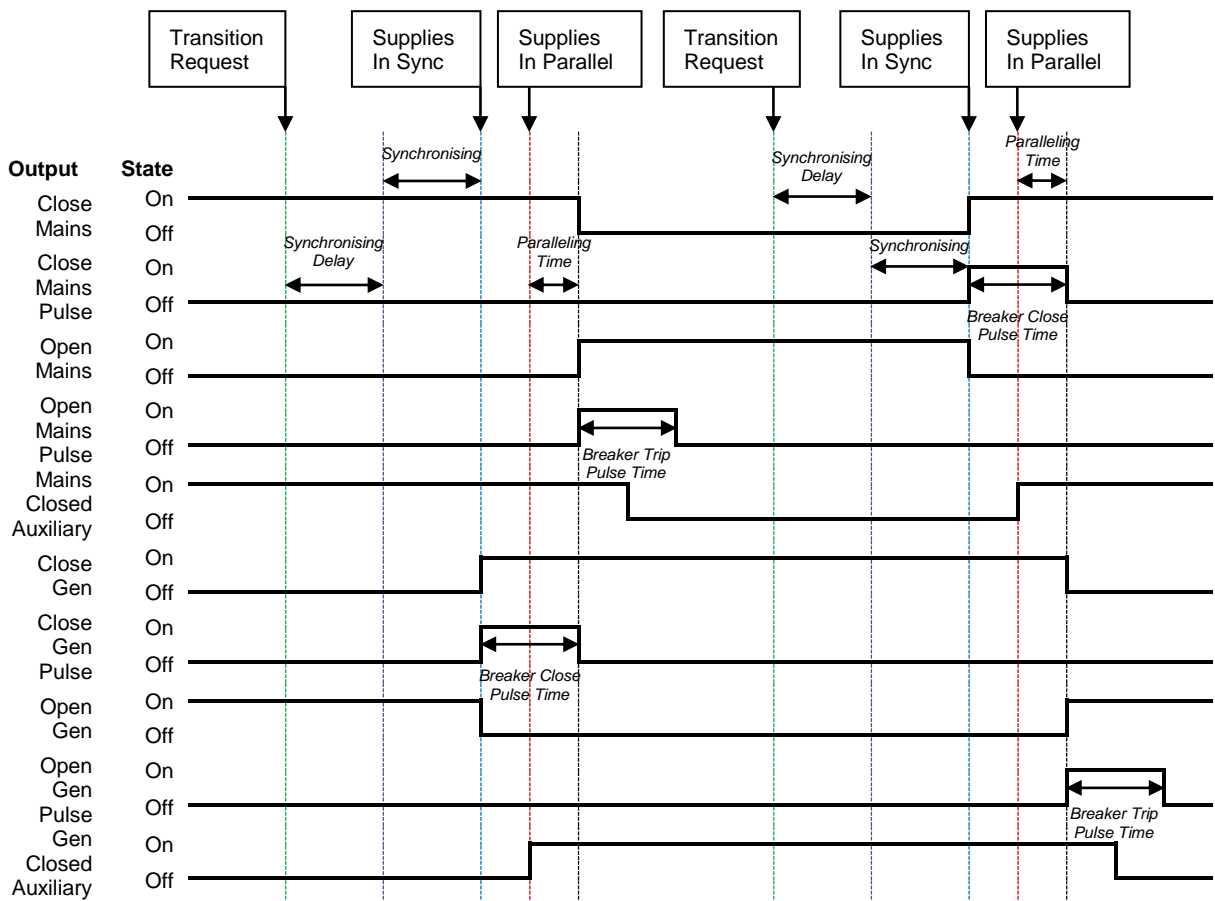 Transition
Request
Supplies
In Sync
Supplies
In Parallel
Transition
Request
Supplies
In Sync
Supplies
In Parallel
Output
State
Synchronising
Synchronising
Delay
Paralleling
Time
Close
Mains
On
Off
Synchronising
Delay
Paralleling
Time
Synchronising
Close
Mains
Pulse
On
Off
Breaker Close
Pulse Time
Open
Mains
On
Off
Open
Mains
Pulse
On
Off
Breaker Trip
Pulse Time
Mains
Closed
Auxiliary
On
Off
Close
Gen
On
Off
Close
Gen
Pulse
On
Off
Breaker Close
Pulse Time
Open
Gen
On
Off
Open
Gen
Pulse
On
Off
Breaker Trip
Pulse Time
Gen
Closed
Auxiliary
On
Off